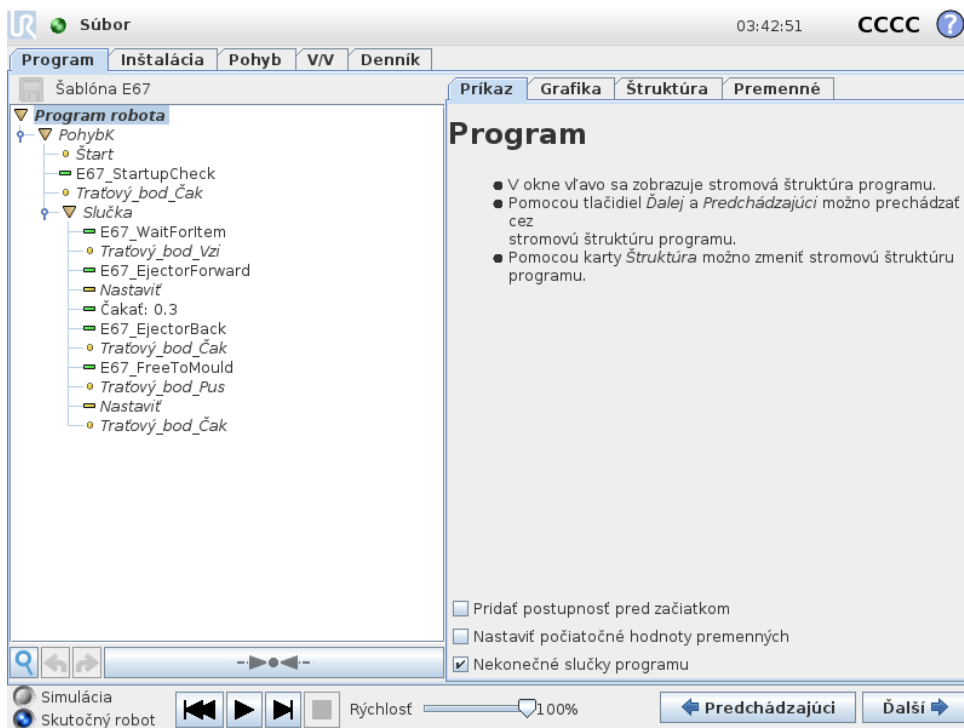 UR Súbor 03:42:51 CCCC ?
Program Inštalácia Pohyb V/V Denník
Šablóna E67
Príkaz Grafika Štruktúra Premenné
Program robota
PohybK
Štart
E67_StartupCheck
Traťový_bod_Čak
Slučka
E67_WaitForItem
Traťový_bod_Vzi
E67_EjectorForward
Nastaviť
Čakať: 0.3
E67_EjectorBack
Traťový_bod_Čak
E67_FreeToMould
Traťový_bod_Pus
Nastaviť
Traťový_bod_Čak
Program
V okne vľavo sa zobrazuje stromová štruktúra programu.
Pomocou tlačidiel Ďalej a Predchádzajúci možno prechádzať
cez
stromovú štruktúru programu.
Pomocou karty Štruktúra možno zmeniť stromovú štruktúru
programu.
Pridať postupnosť pred začiatkom
Nastaviť počiatočné hodnoty premenných
Nekonečné slučky programu
Simulácia
Skutočný robot
Rýchlosť 100%
Predchádzajúci
Ďalší